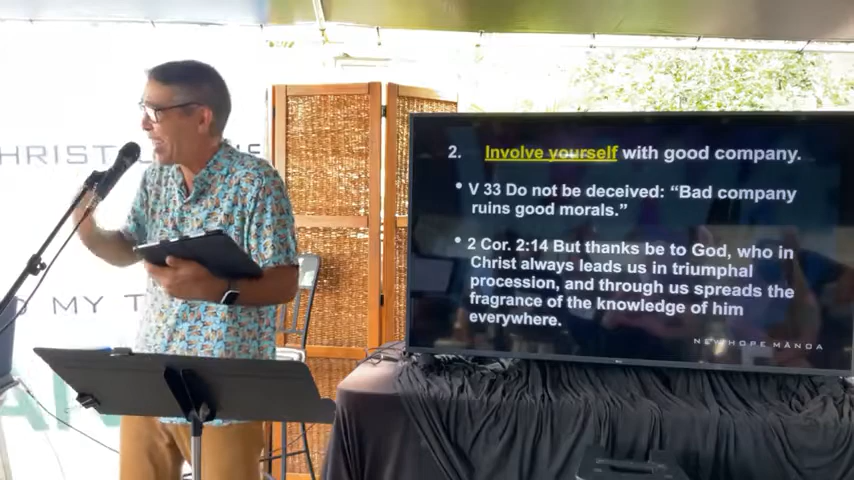 CHRIST
MY
2. Involve yourself with good company.
• V 33 Do not be deceived: “Bad company
ruins good morals.”
• 2 Cor. 2:14 But thanks be to God, who in
Christ always leads us in triumphal
procession, and through us spreads the
fragrance of the knowledge of him
everywhere.
NEW HOPE MĀNOA